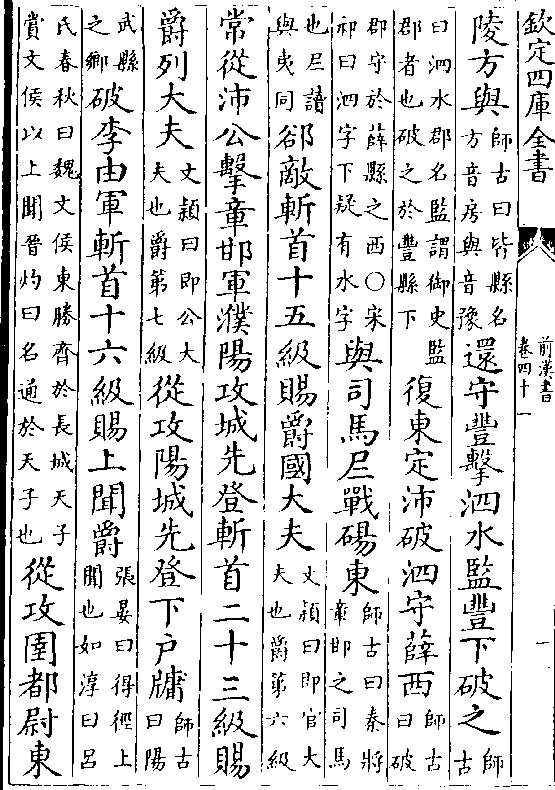 欽定四庫全書
前漢書
卷四十一
一
陵方與師古曰皆縣名方音房與音豫還守豐擊泗水監豐下破之師古
曰泗水郡名監謂御史監郡者也破之於豐縣下復東定沛破泗守薛西師古曰破
郡守於薛縣之西○宋祁曰泗字下疑有水字與司馬𡰥戰碭東師古曰秦將章邯之司馬
也𡰥讀與夷同郤敵斬首十五級賜爵國大夫文頴曰即官大夫也爵第六級
常從沛公擊章邯軍濮陽攻城先登斬首二十三級賜
爵列大夫文頴曰即公大夫也爵第七級從攻陽城先登下户牖師古曰陽
武縣之鄉破李由軍斬首十六級賜上聞爵張晏曰得徑上聞也如淳曰吕
氏春秋曰魏文侯東勝齊於長城天子賞文侯以上聞晉灼曰名通於天子也從攻圉都尉東